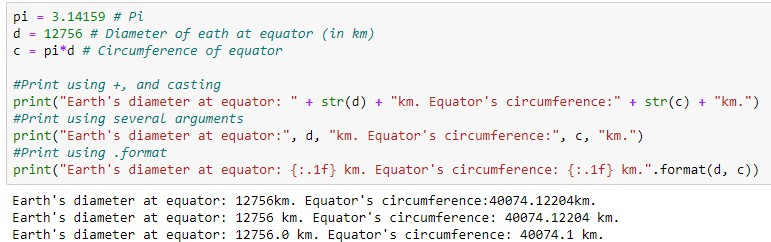 pi = 3.14159 # Pi
d = 12756 # Diameter of eath at equator (in km)
c = pi*d # Circumference of equator

#Print using +, and casting
print("Earth's diameter at equator: " + str(d) + "km. Equator's circumference:" + str(c) + "km.")
#Print using several arguments
print("Earth's diameter at equator:", d, "km. Equator's circumference:", c, "km.")
#Print using .format
print("Earth's diameter at equator: {:.1f} km. Equator's circumference: {:.1f} km.".format(d, c))
Earth's diameter at equator: 12756km. Equator's circumference:40074.12204km.
Earth's diameter at equator: 12756 km. Equator's circumference: 40074.12204 km.
Earth's diameter at equator: 12756.0 km. Equator's circumference: 40074.1 km.